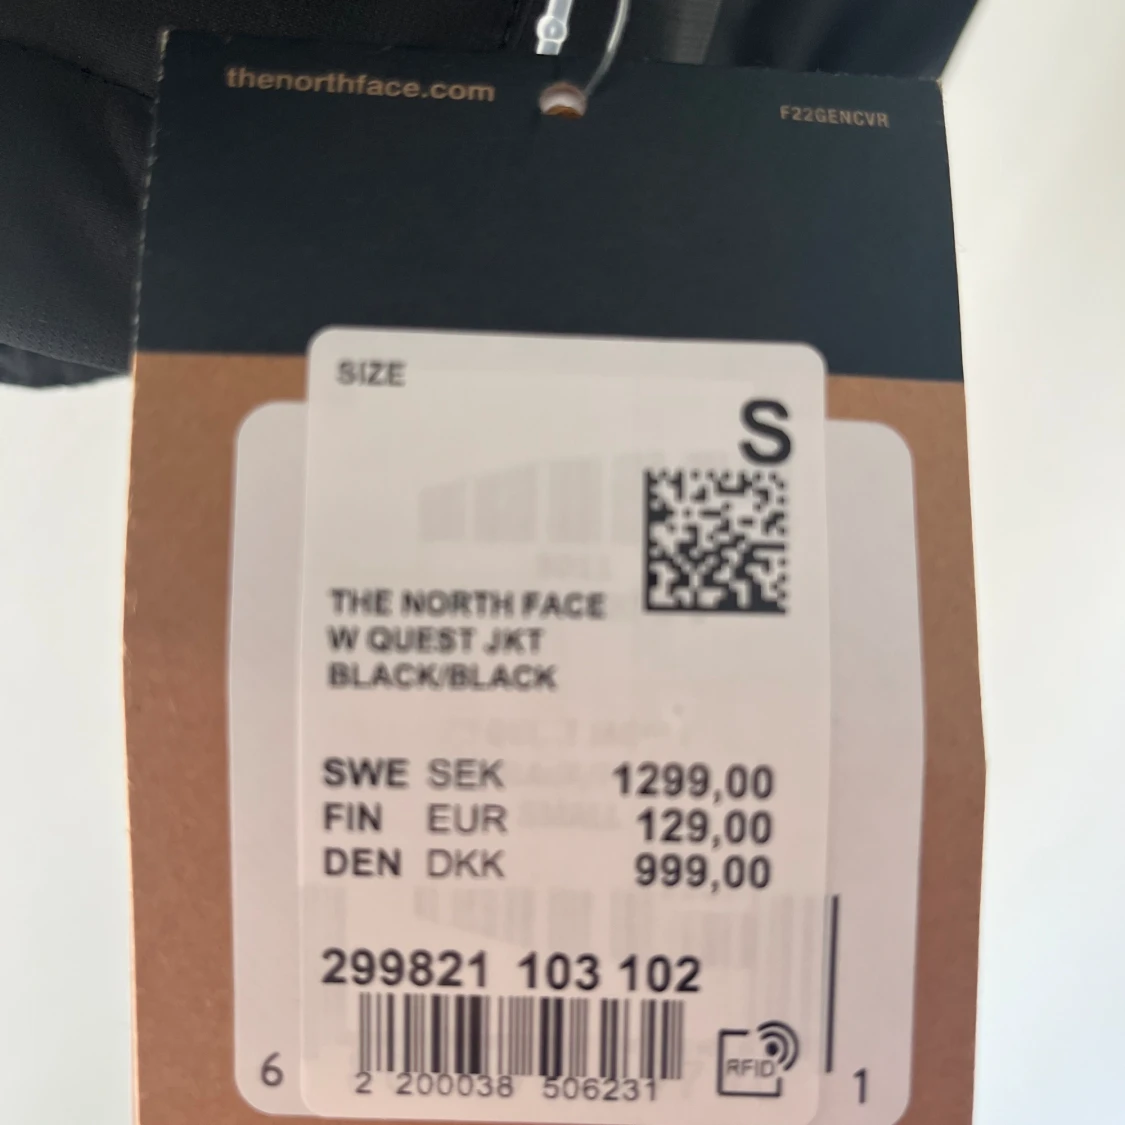 thenorthface.com
F22GENCVR
SIZE
S
THE NORTH FACE
W QUEST JKT
BLACK/BLACK
SWE SEK 1299,00
FIN EUR 129,00
DEN DKK 999,00
299821 103 102
RFID
6 2 200038 506231 1